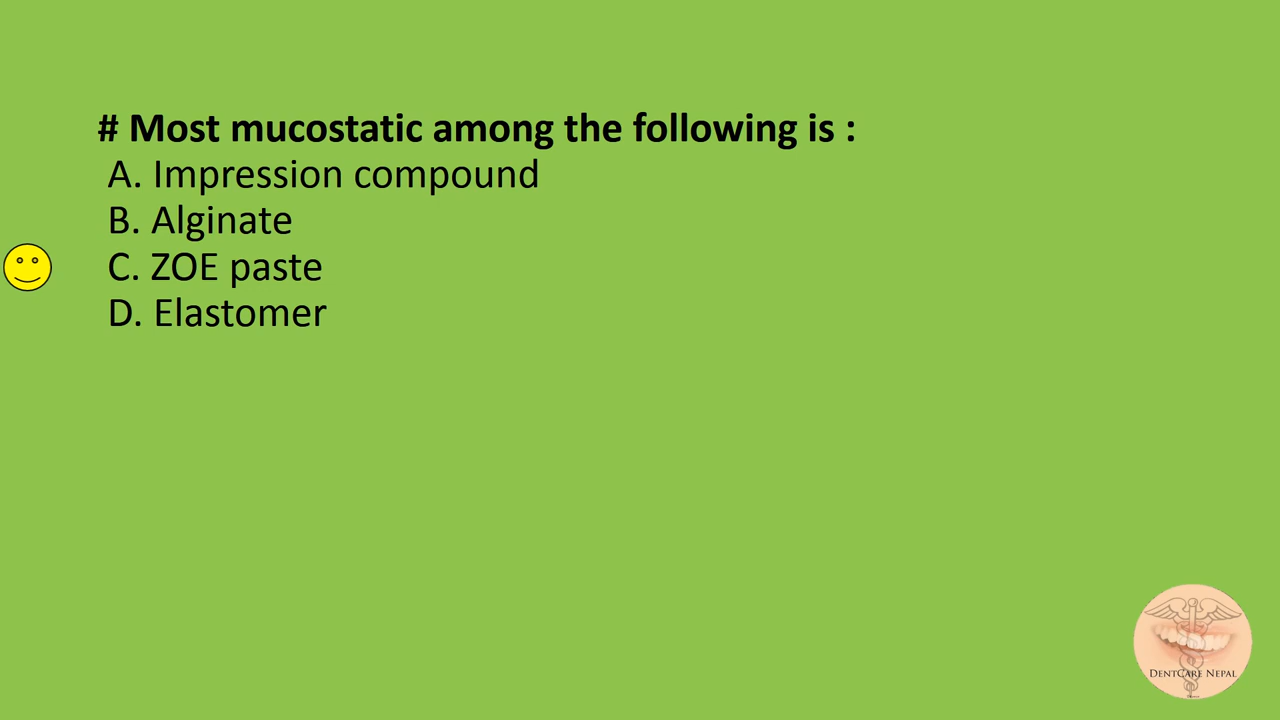 # Most mucostatic among the following is :
A. Impression compound
B. Alginate
C. ZOE paste
D. Elastomer
DentCare Nepal